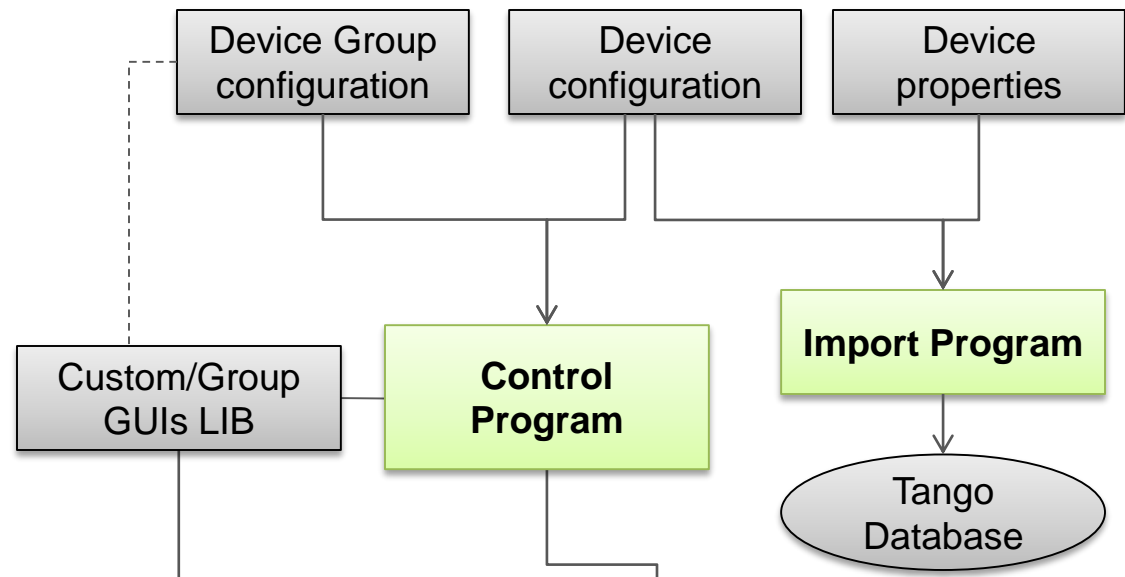 Device Group
configuration
Device
configuration
Device
properties
Import Program
Custom/Group
GUIs LIB
Control
Program
Tango
Database